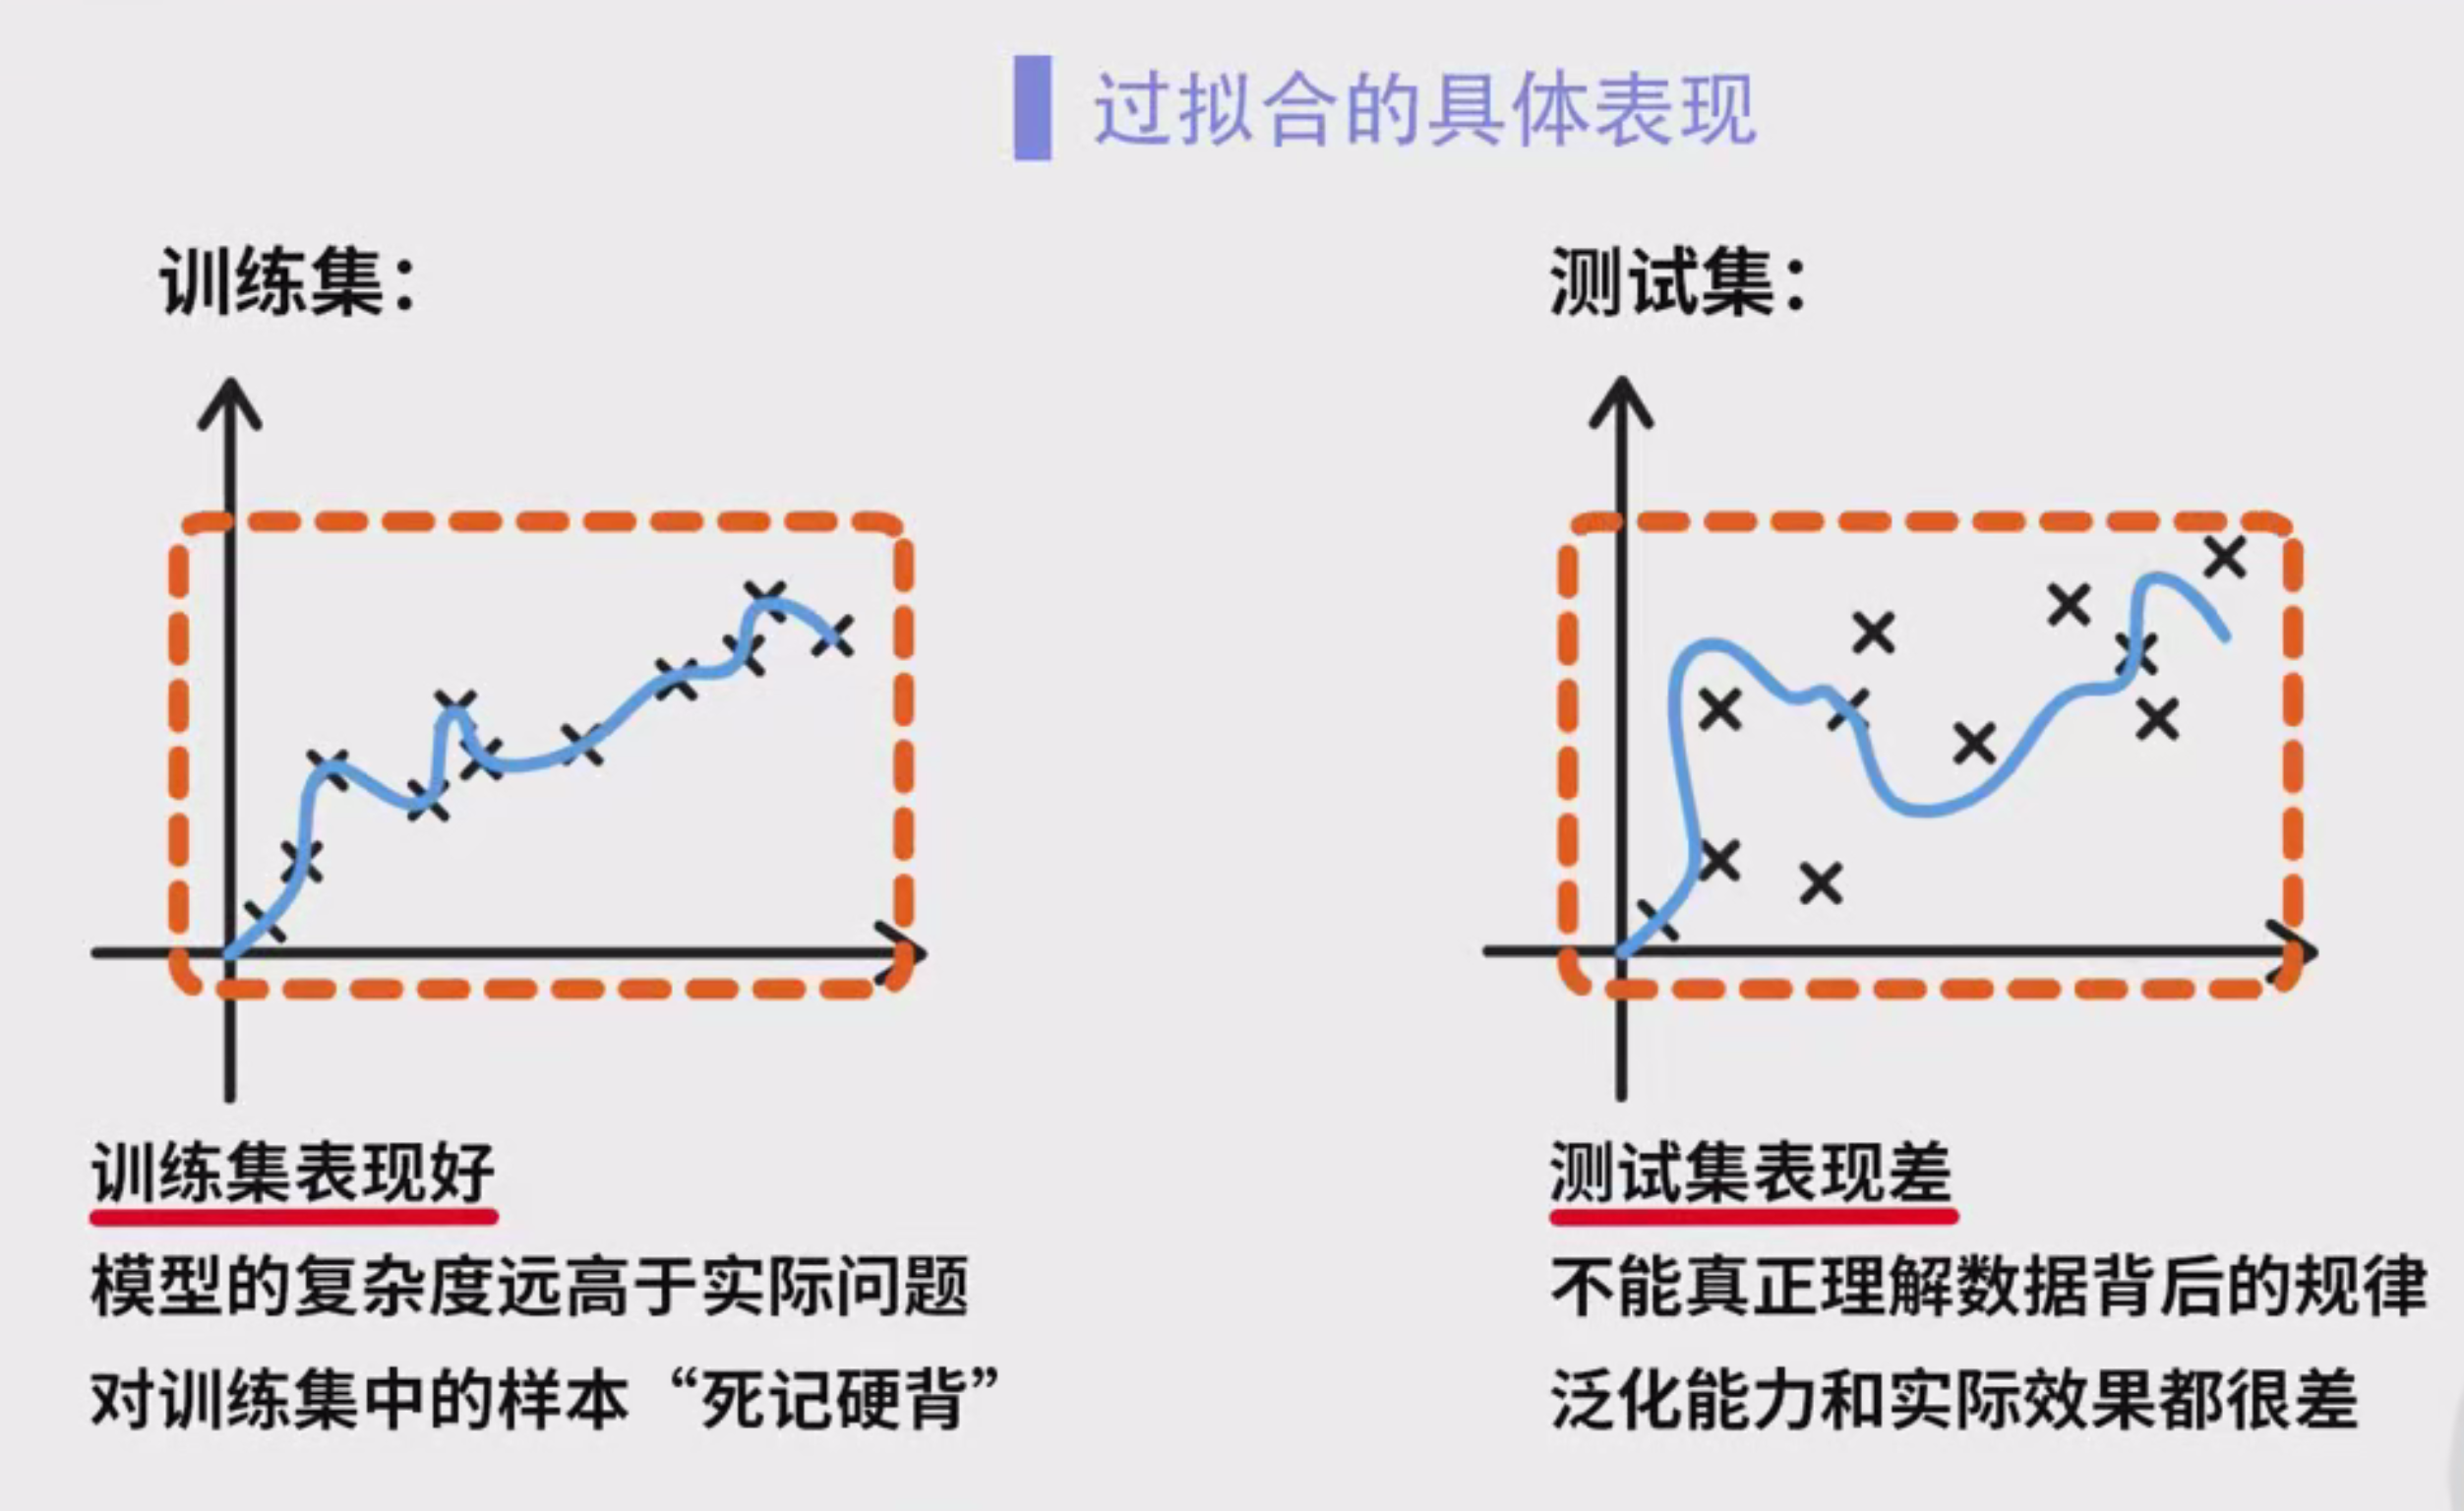 过拟合的具体表现
训练集：
测试集：
训练集表现好
模型的复杂度远高于实际问题
对训练集中的样本“死记硬背”
测试集表现差
不能真正理解数据背后的规律
泛化能力和实际效果都很差